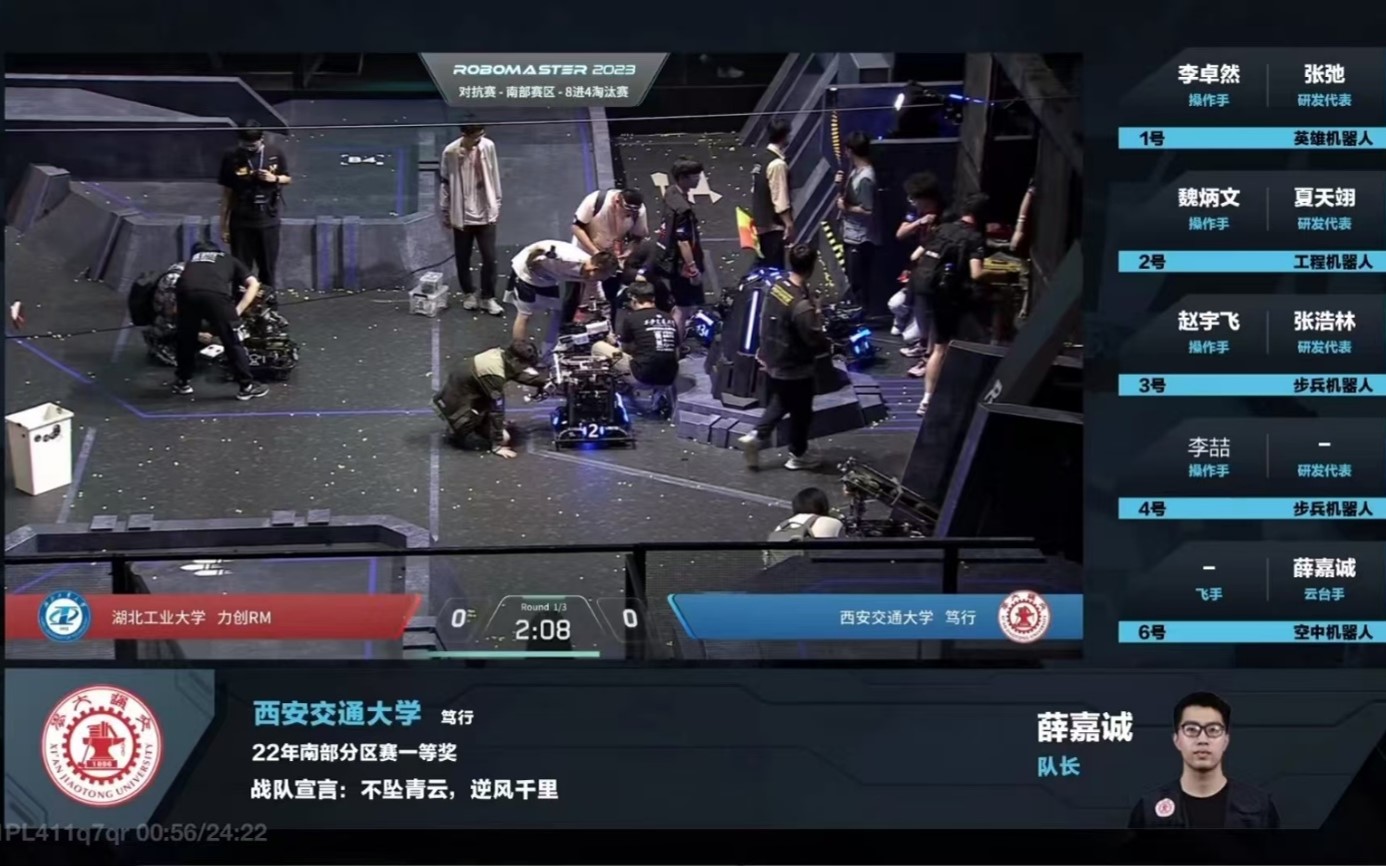 ROBOMASTER 2023
对抗赛 - 南部赛区 - 8进4淘汰赛
B4
2
湖北工业大学 力创RM
0
Round 1/3
2:08
0
西安交通大学 笃行
李卓然 张弛
操作手 研发代表
1号 英雄机器人
魏炳文 夏天翊
操作手 研发代表
2号 工程机器人
赵宇飞 张浩林
操作手 研发代表
3号 步兵机器人
李喆 –
操作手 研发代表
4号 步兵机器人
– 薛嘉诚
飞手 云台手
6号 空中机器人
XI'AN JIAOTONG UNIVERSITY
1896
西安交通大学 笃行
22年南部分区赛一等奖
战队宣言：不坠青云，逆风千里
薛嘉诚
队长
PL411q7qr 00:56/24:22